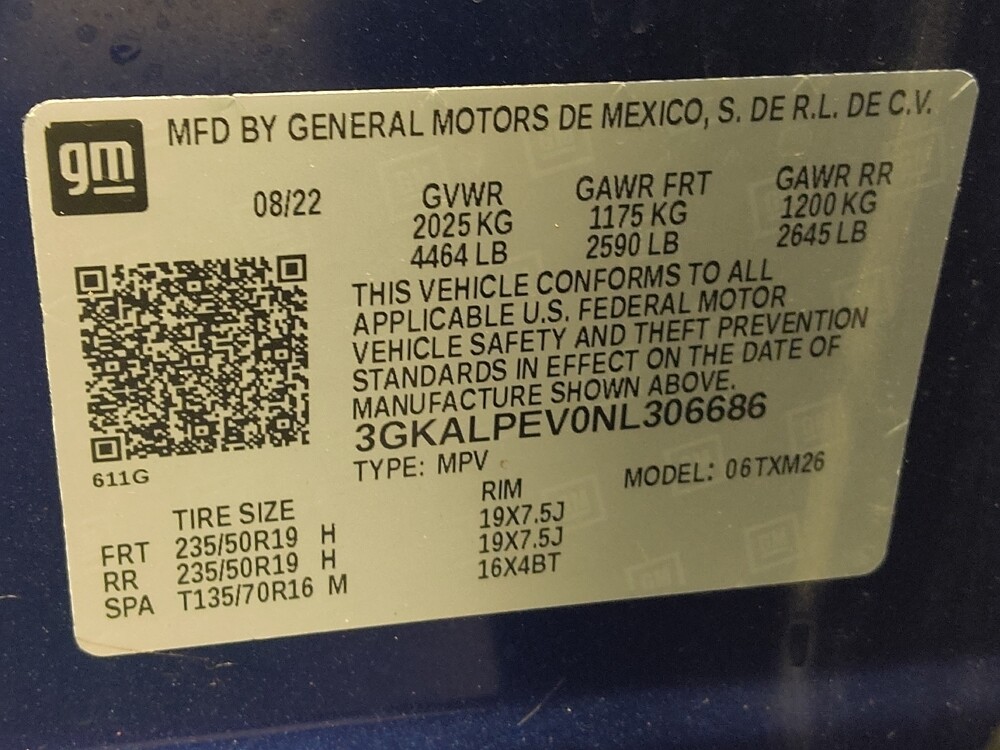 gm
MFD BY GENERAL MOTORS DE MEXICO, S. DE R.L. DE C.V.
08/22
GVWR GAWR FRT GAWR RR
2025 KG 1175 KG 1200 KG
4464 LB 2590 LB 2645 LB
THIS VEHICLE CONFORMS TO ALL
APPLICABLE U.S. FEDERAL MOTOR
VEHICLE SAFETY AND THEFT PREVENTION
STANDARDS IN EFFECT ON THE DATE OF
MANUFACTURE SHOWN ABOVE.
3GKALPEV0NL306686
611G
TYPE: MPV MODEL: 06TXM26
TIRE SIZE RIM
FRT 235/50R19 H 19X7.5J
RR 235/50R19 H 19X7.5J
SPA T135/70R16 M 16X4BT